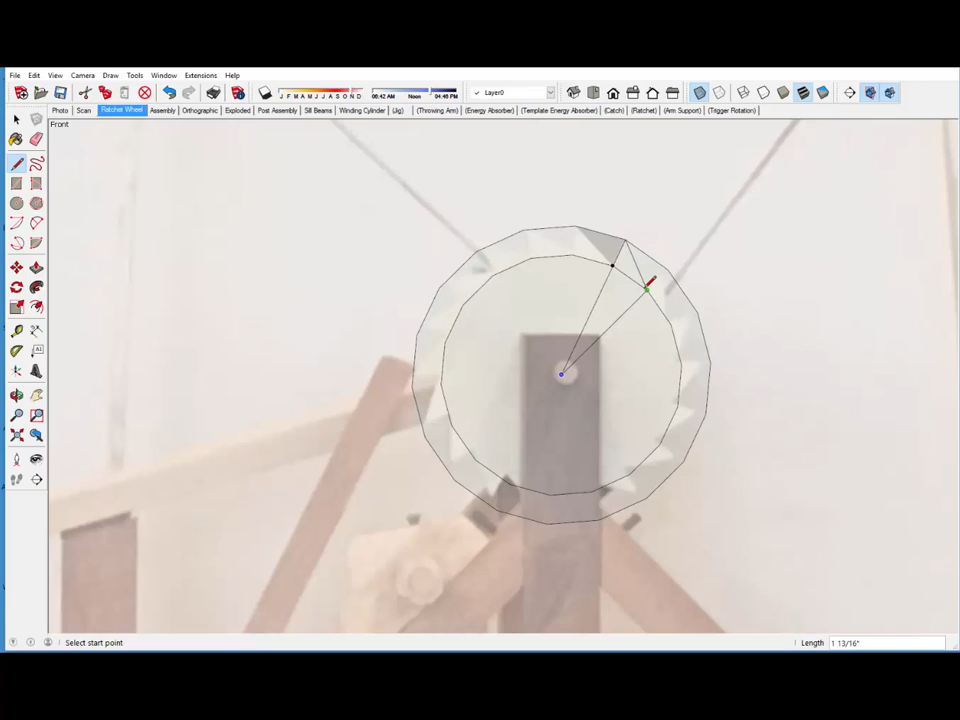 File Edit View Camera Draw Tools Window Extensions Help
J F M A M J J A S O N D 06:42 AM Noon 04:48 PM Layer0
Photo Scan Ratchet Wheel Assembly Orthographic Exploded Post Assembly Sill Beams Winding Cylinder (Jig) (Throwing Arm) (Energy Absorber) (Template Energy Absorber) (Catch) (Ratchet) (Arm Support) (Trigger Rotation)
Front
Select start point Length 1 13/16"